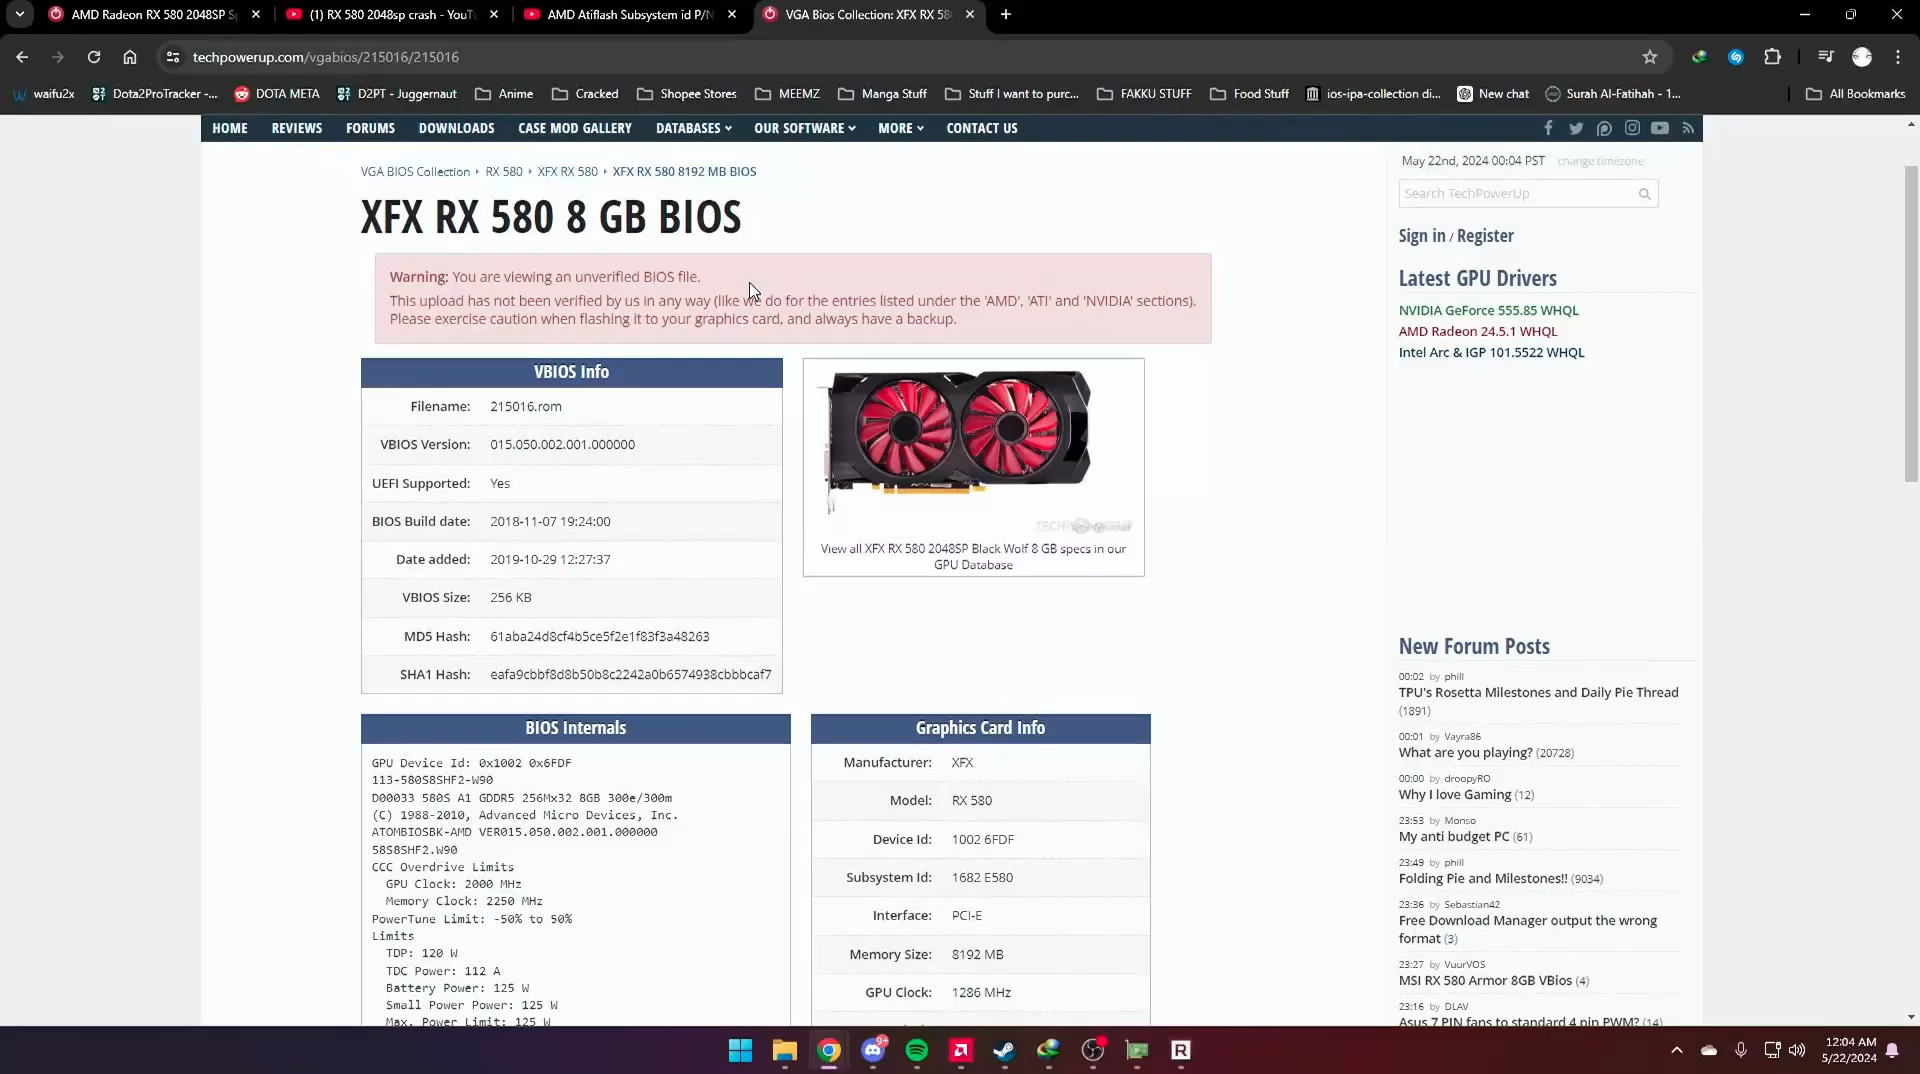 AMD Radeon RX 580 2048SP Sp
(1) RX 580 2048sp crash - YouTu
AMD Atiflash Subsystem id P/N
VGA Bios Collection: XFX RX 58
techpowerup.com/vgabios/215016/215016
waifu2x
Dota2ProTracker -...
DOTA META
D2PT - Juggernaut
Anime
Cracked
Shopee Stores
MEEMZ
Manga Stuff
Stuff I want to purc...
FAKKU STUFF
Food Stuff
ios-ipa-collection di...
New chat
Surah Al-Fatihah - 1...
All Bookmarks
HOME
REVIEWS
FORUMS
DOWNLOADS
CASE MOD GALLERY
DATABASES
OUR SOFTWARE
MORE
CONTACT US
VGA BIOS Collection › RX 580 › XFX RX 580 › XFX RX 580 8192 MB BIOS
XFX RX 580 8 GB BIOS
Warning: You are viewing an unverified BIOS file.
This upload has not been verified by us in any way (like we do for the entries listed under the 'AMD', 'ATI' and 'NVIDIA' sections).
Please exercise caution when flashing it to your graphics card, and always have a backup.
VBIOS Info
Filename: 215016.rom
VBIOS Version: 015.050.002.001.000000
UEFI Supported: Yes
BIOS Build date: 2018-11-07 19:24:00
Date added: 2019-10-29 12:27:37
VBIOS Size: 256 KB
MD5 Hash: 61aba24d8cf4b5ce5f2e1f83f3a48263
SHA1 Hash: eafa9cbbf8d8b50b8c2242a0b6574938cbbbcaf7
View all XFX RX 580 2048SP Black Wolf 8 GB specs in our
GPU Database
BIOS Internals
GPU Device Id: 0x1002 0x6FDF
113-580S8SHF2-W90
D00033 580S A1 GDDR5 256Mx32 8GB 300e/300m
(C) 1988-2010, Advanced Micro Devices, Inc.
ATOMBIOSBK-AMD VER015.050.002.001.000000
58S8SHF2.W90
CCC Overdrive Limits
GPU Clock: 2000 MHz
Memory Clock: 2250 MHz
PowerTune Limit: -50% to 50%
Limits
TDP: 120 W
TDC Power: 112 A
Battery Power: 125 W
Small Power Power: 125 W
Max. Power Limit: 125 W
Graphics Card Info
Manufacturer: XFX
Model: RX 580
Device Id: 1002 6FDF
Subsystem Id: 1682 E580
Interface: PCI-E
Memory Size: 8192 MB
GPU Clock: 1286 MHz
May 22nd, 2024 00:04 PST change timezone
Search TechPowerUp
Sign in / Register
Latest GPU Drivers
NVIDIA GeForce 555.85 WHQL
AMD Radeon 24.5.1 WHQL
Intel Arc & IGP 101.5522 WHQL
New Forum Posts
00:02 by phill
TPU's Rosetta Milestones and Daily Pie Thread
(1891)
00:01 by Vayra86
What are you playing? (20728)
00:00 by droopyRO
Why I love Gaming (12)
23:53 by Monso
My anti budget PC (61)
23:49 by phill
Folding Pie and Milestones!! (9034)
23:36 by Sebastian42
Free Download Manager output the wrong
format (3)
23:27 by VuurVOS
MSI RX 580 Armor 8GB VBios (4)
23:16 by DLAV
Asus 7 PIN fans to standard 4 pin PWM? (14)
9+
12:04 AM
5/22/2024